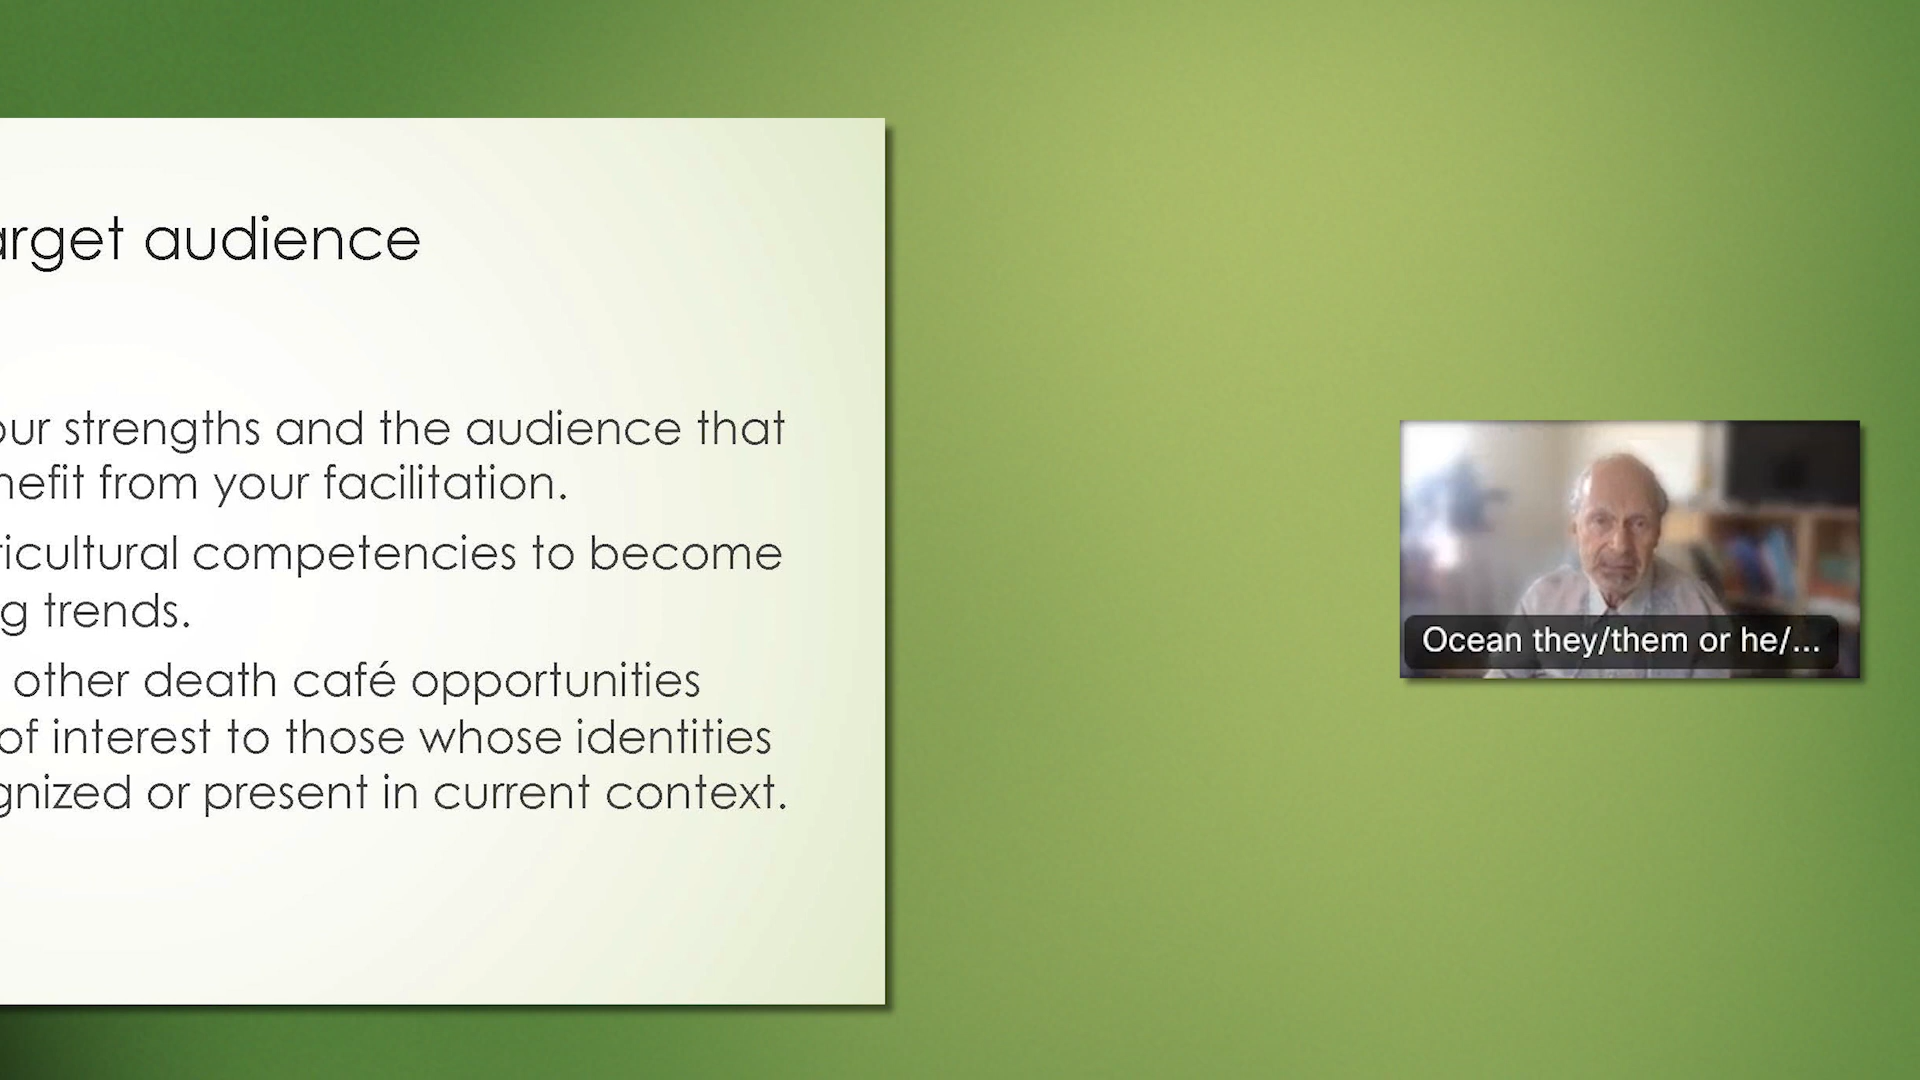 arget audience
our strengths and the audience that
nefit from your facilitation.
icultural competencies to become
g trends.
other death café opportunities
of interest to those whose identities
gnized or present in current context.
Ocean they/them or he/...